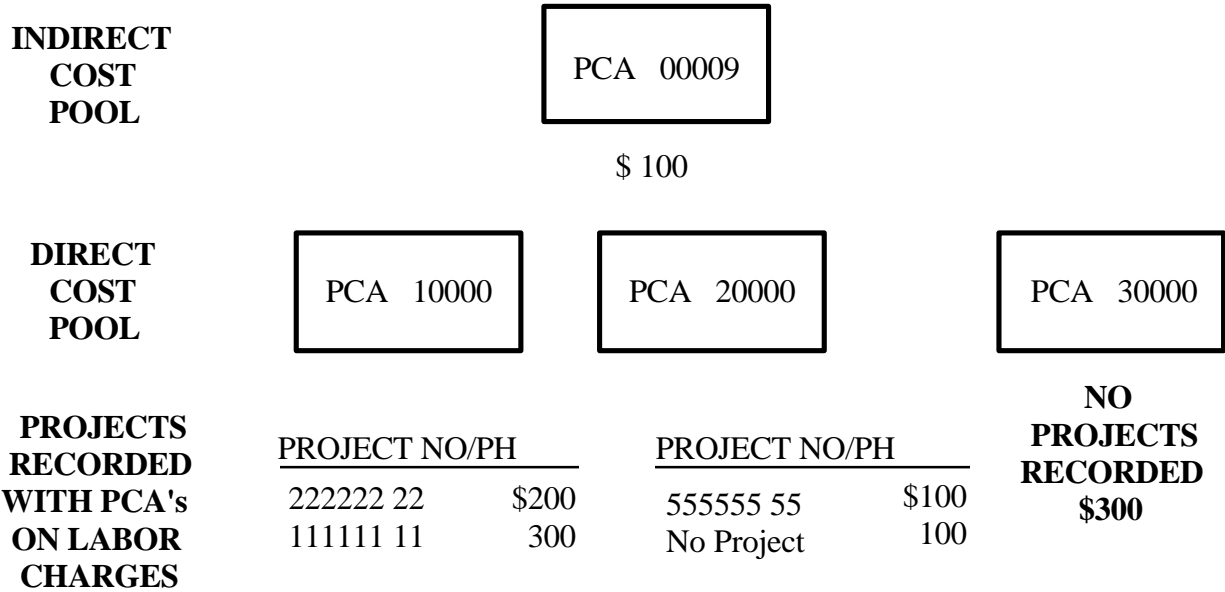 INDIRECT
COST
POOL
PCA 00009
$ 100
DIRECT
COST
POOL
PCA 10000
PCA 20000
PCA 30000
PROJECTS
RECORDED
WITH PCA's
ON LABOR
CHARGES
PROJECT NO/PH
222222 22 $200
111111 11 300
PROJECT NO/PH
555555 55 $100
No Project 100
NO
PROJECTS
RECORDED
$300